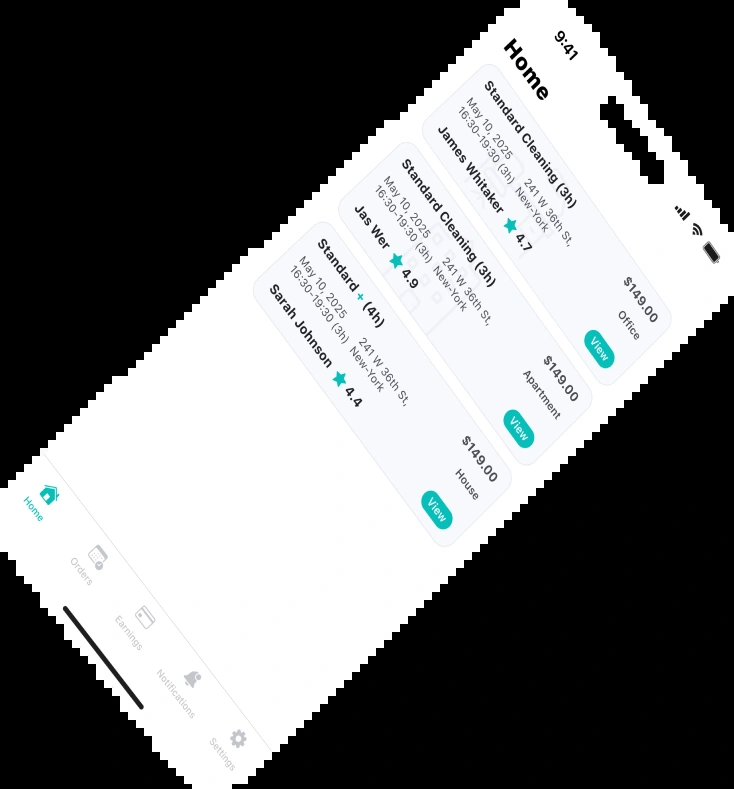 9:41
Home
Standard Cleaning (3h)
May 10, 2025
16:30-19:30 (3h)
241 W 36th St,
New-York
James Whitaker ★ 4.7
$149.00
Office
View
Standard Cleaning (3h)
May 10, 2025
16:30-19:30 (3h)
241 W 36th St,
New-York
Jas Wer ★ 4.9
$149.00
Apartment
View
Standard + (4h)
May 10, 2025
16:30-19:30 (3h)
241 W 36th St,
New-York
Sarah Johnson ★ 4.4
$149.00
House
View
Home
Orders
Earnings
Notifications
Settings